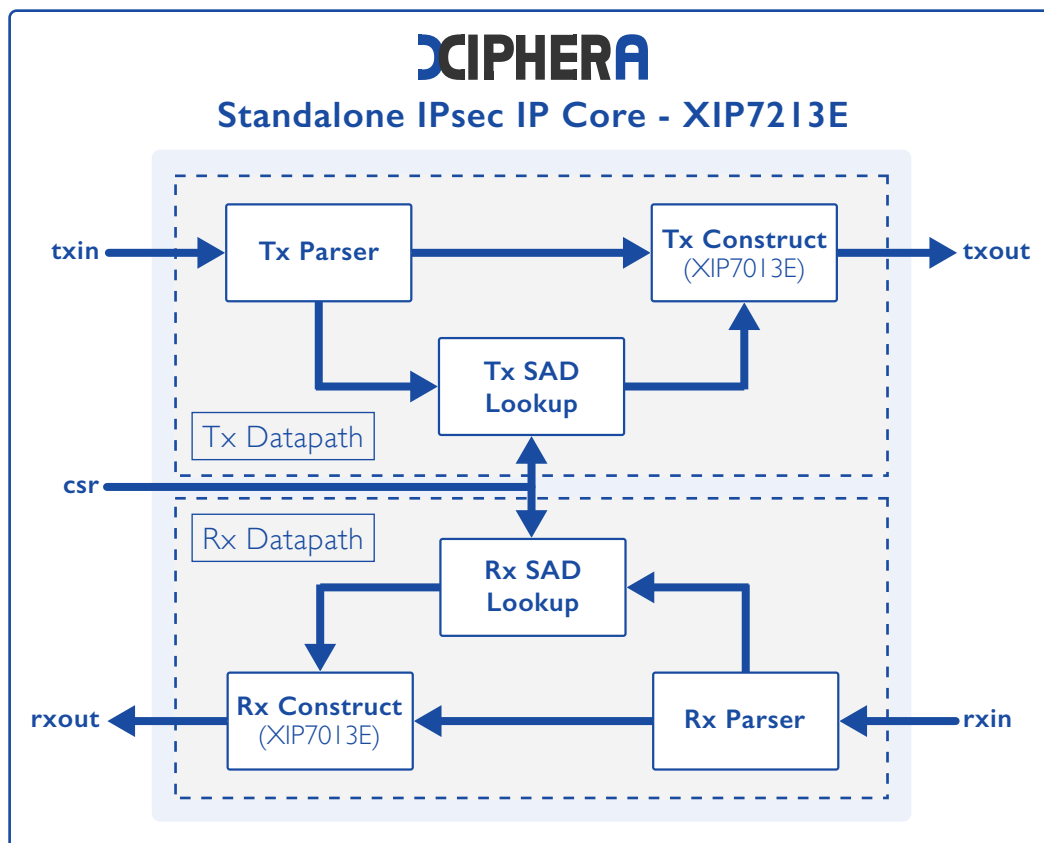 XIPHERA
Standalone IPsec IP Core - XIP7213E
txin
Tx Parser
Tx Construct
(XIP7013E)
txout
Tx SAD
Lookup
Tx Datapath
csr
Rx Datapath
Rx SAD
Lookup
rxout
Rx Construct
(XIP7013E)
Rx Parser
rxin